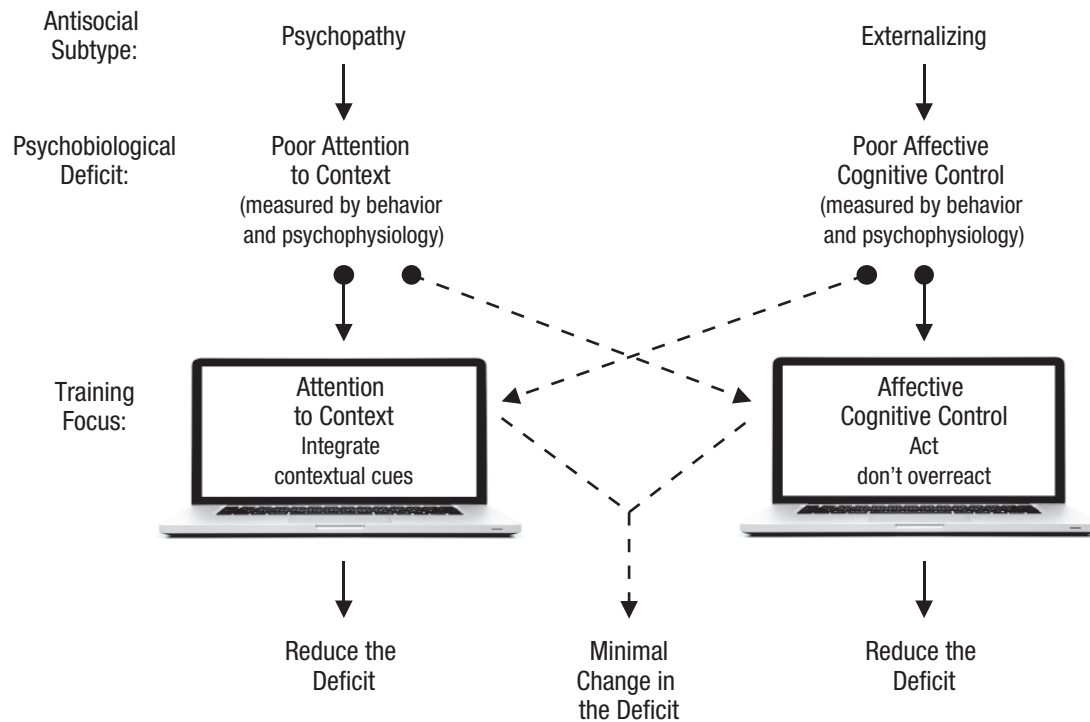 Antisocial
Subtype:
Psychopathy
Externalizing
Psychobiological
Deficit:
Poor Attention
to Context
(measured by behavior
and psychophysiology)
Poor Affective
Cognitive Control
(measured by behavior
and psychophysiology)
Training
Focus:
Attention
to Context
Integrate
contextual cues
Affective
Cognitive Control
Act
don't overreact
Reduce the
Deficit
Minimal
Change in
the Deficit
Reduce the
Deficit